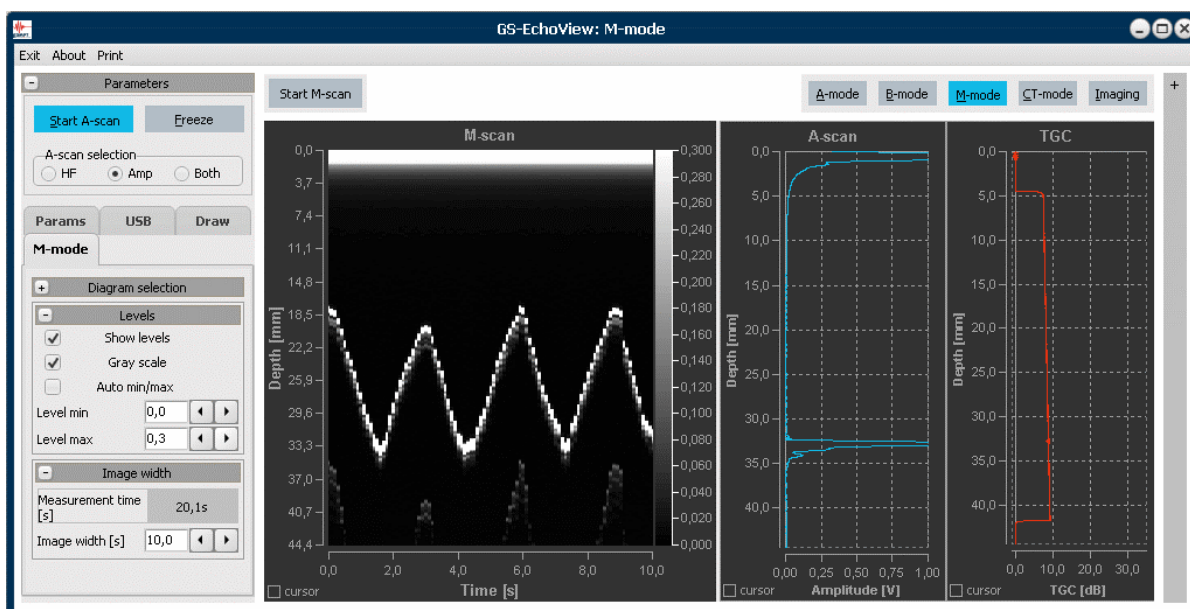 GS-EchoView: M-mode
Exit About Print
Parameters
Start A-scan Freeze
A-scan selection
HF Amp Both
Params USB Draw
M-mode
Diagram selection
Levels
Show levels
Gray scale
Auto min/max
Level min 0,0
Level max 0,3
Image width
Measurement time [s] 20,1s
Image width [s] 10,0
Start M-scan
A-mode B-mode M-mode CT-mode Imaging
M-scan
0,0
3,7
7,4
11,1
14,8
18,5
22,2
25,9
29,6
33,3
37,0
40,7
44,4
Depth [mm]
0,0 2,0 4,0 6,0 8,0 10,0
Time [s]
cursor
0,300
0,280
0,260
0,240
0,220
0,200
0,180
0,160
0,140
0,120
0,100
0,080
0,060
0,040
0,020
0,000
A-scan
0,0
5,0
10,0
15,0
20,0
25,0
30,0
35,0
40,0
Depth [mm]
0,00 0,25 0,50 0,75 1,00
Amplitude [V]
cursor
TGC
0,0
5,0
10,0
15,0
20,0
25,0
30,0
35,0
40,0
Depth [mm]
0,0 10,0 20,0 30,0
TGC [dB]
cursor